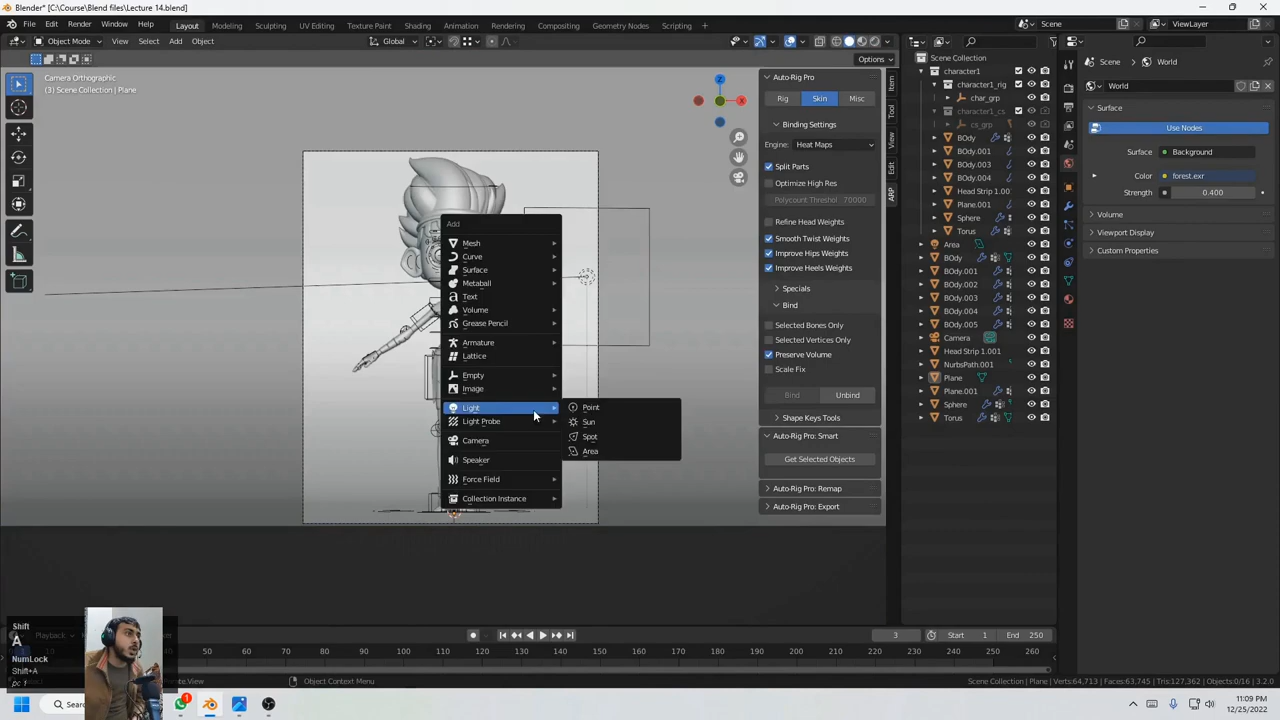 Blender* [C:\Course\Blend files\Lecture 14.blend]
File Edit Render Window Help Layout Modeling Sculpting UV Editing Texture Paint Shading Animation Rendering Compositing Geometry Nodes Scripting + Scene ViewLayer
Object Mode View Select Add Object Global
Options
Camera Orthographic
(3) Scene Collection | Plane
Z
X
Add
Mesh
Curve
Surface
Metaball
Text
Volume
Grease Pencil
Armature
Lattice
Empty
Image
Light
Light Probe
Camera
Speaker
Force Field
Collection Instance
Point
Sun
Spot
Area
Auto-Rig Pro
Rig Skin Misc
Binding Settings
Engine: Heat Maps
Split Parts
Optimize High Res
Polycount Threshol 70000
Refine Head Weights
Smooth Twist Weights
Improve Hips Weights
Improve Heels Weights
Specials
Bind
Selected Bones Only
Selected Vertices Only
Preserve Volume
Scale Fix
Bind Unbind
Shape Keys Tools
Auto-Rig Pro: Smart
Get Selected Objects
Auto-Rig Pro: Remap
Auto-Rig Pro: Export
Item
Tool
View
Edit
ARP
Scene Collection
character1
character1_rig
char_grp
character1_cs
cs_grp
BOdy
BOdy.001
BOdy.003
BOdy.004
Head Strip 1.00
Plane.001
Sphere
Torus
Area
BOdy
BOdy.001
BOdy.002
BOdy.003
BOdy.004
BOdy.005
Camera
Head Strip 1.001
NurbsPath.001
Plane
Plane.001
Sphere
Torus
Scene World
World
Surface
Use Nodes
Surface Background
Color forest.exr
Strength 0.400
Volume
Viewport Display
Custom Properties
Shift
A
NumLock
Shift+A
Playback
3 Start 1 End 250
50 60 70 80 90 100 110 120 130 140 150 160 170 180 190 200 210 220 230 240 250 260
Object Context Menu
Scene Collection | Plane | Verts:64,713 | Faces:63,745 | Tris:127,362 | Objects:0/16 | 3.2.0
1
11:09 PM
12/25/2022